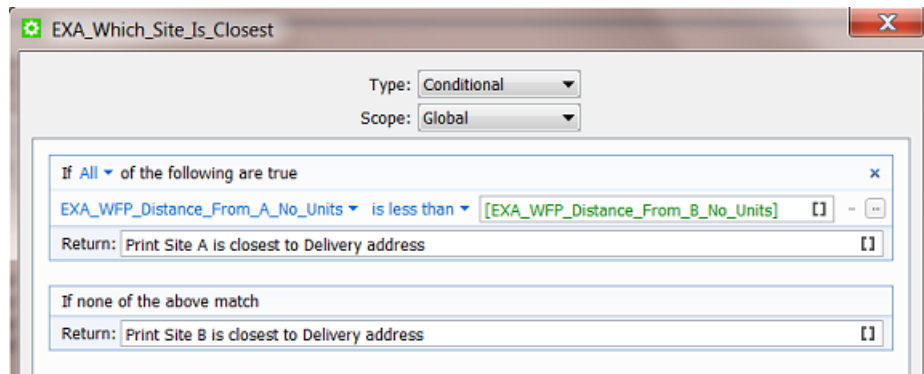 EXA_Which_Site_Is_Closest
Type: Conditional
Scope: Global
If All of the following are true
EXA_WFP_Distance_From_A_No_Units is less than [EXA_WFP_Distance_From_B_No_Units] []
Return: Print Site A is closest to Delivery address []
If none of the above match
Return: Print Site B is closest to Delivery address []